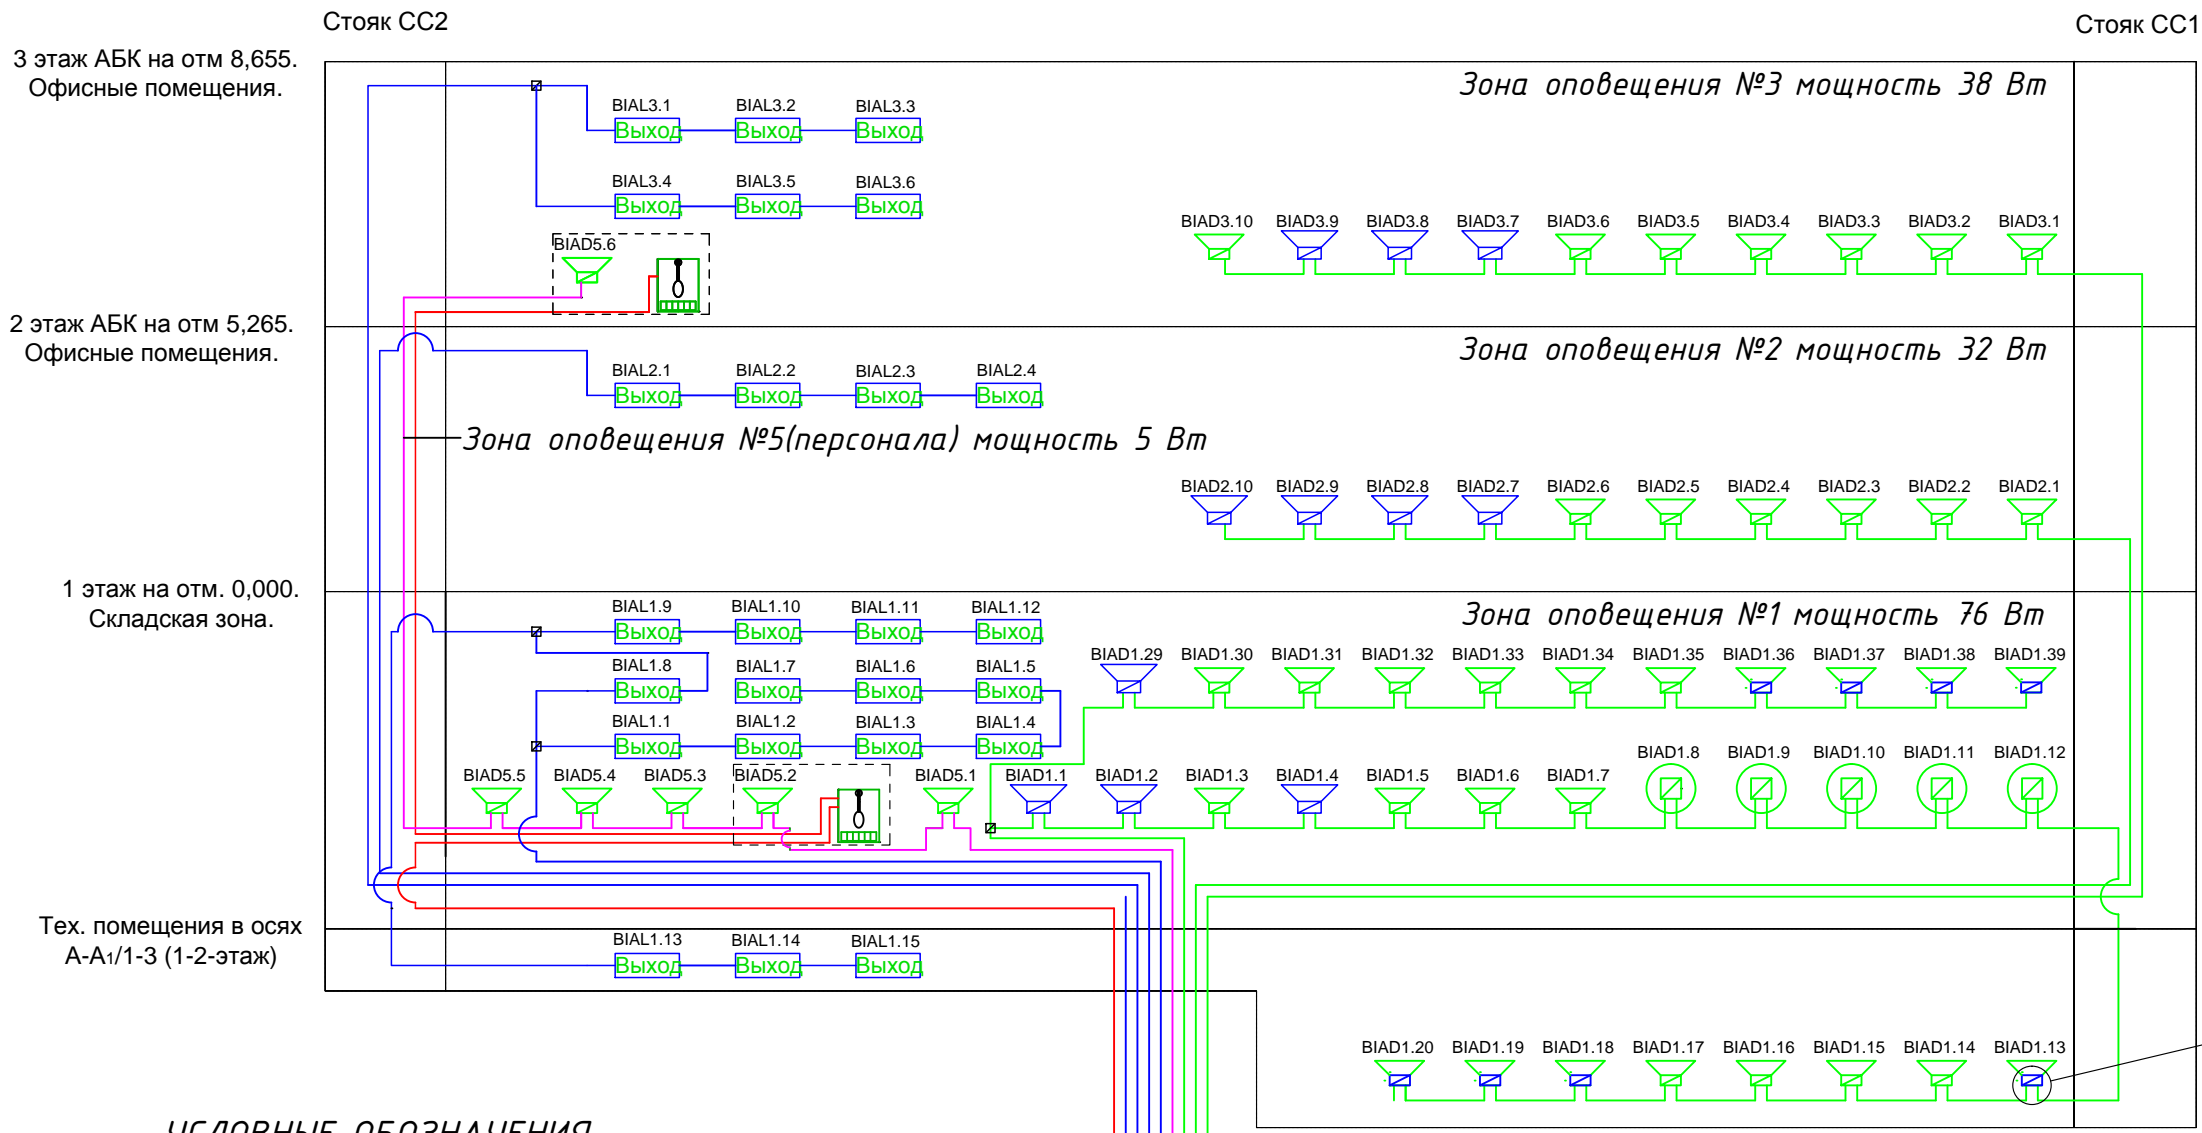 Стояк СС2
Стояк СС1
3 этаж АБК на отм 8,655.
Офисные помещения.
Зона оповещения №3 мощность 38 Вт
BIAL3.1 BIAL3.2 BIAL3.3
Выход Выход Выход
BIAL3.4 BIAL3.5 BIAL3.6
Выход Выход Выход
BIAD3.10 BIAD3.9 BIAD3.8 BIAD3.7 BIAD3.6 BIAD3.5 BIAD3.4 BIAD3.3 BIAD3.2 BIAD3.1
BIAD5.6
2 этаж АБК на отм 5,265.
Офисные помещения.
Зона оповещения №2 мощность 32 Вт
BIAL2.1 BIAL2.2 BIAL2.3 BIAL2.4
Выход Выход Выход Выход
Зона оповещения №5(персонала) мощность 5 Вт
BIAD2.10 BIAD2.9 BIAD2.8 BIAD2.7 BIAD2.6 BIAD2.5 BIAD2.4 BIAD2.3 BIAD2.2 BIAD2.1
1 этаж на отм. 0,000.
Складская зона.
Зона оповещения №1 мощность 76 Вт
BIAL1.9 BIAL1.10 BIAL1.11 BIAL1.12
Выход Выход Выход Выход
BIAL1.8 BIAL1.7 BIAL1.6 BIAL1.5
Выход Выход Выход Выход
BIAD1.29 BIAD1.30 BIAD1.31 BIAD1.32 BIAD1.33 BIAD1.34 BIAD1.35 BIAD1.36 BIAD1.37 BIAD1.38 BIAD1.39
BIAL1.1 BIAL1.2 BIAL1.3 BIAL1.4
Выход Выход Выход Выход
BIAD1.8 BIAD1.9 BIAD1.10 BIAD1.11 BIAD1.12
BIAD5.5 BIAD5.4 BIAD5.3 BIAD5.2 BIAD5.1 BIAD1.1 BIAD1.2 BIAD1.3 BIAD1.4 BIAD1.5 BIAD1.6 BIAD1.7
Тех. помещения в осях
А-А1/1-3 (1-2-этаж)
BIAL1.13 BIAL1.14 BIAL1.15
Выход Выход Выход
BIAD1.20 BIAD1.19 BIAD1.18 BIAD1.17 BIAD1.16 BIAD1.15 BIAD1.14 BIAD1.13
УСЛОВНЫЕ ОБОЗНАЧЕНИЯ